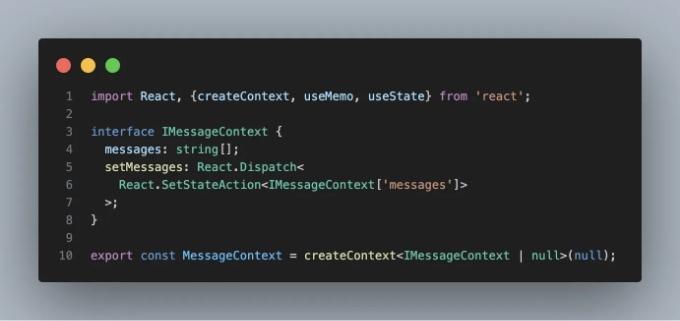 1 import React, {createContext, useMemo, useState} from 'react';
2
3 interface IMessageContext {
4   messages: string[];
5   setMessages: React.Dispatch<
6     React.SetStateAction<IMessageContext['messages']>
7   >;
8 }
9
10 export const MessageContext = createContext<IMessageContext | null>(null);